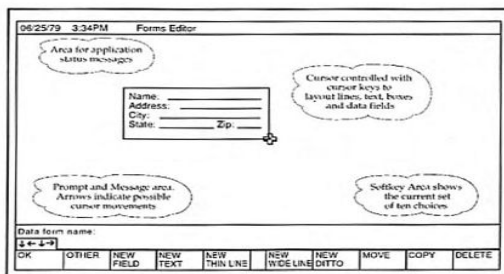 06/25/79 3:34PM Forms Editor
Area for application
status messages
Cursor controlled with
cursor keys to
layout lines, text, boxes
and data fields
Name:
Address:
City:
State: Zip:
Prompt and Message area.
Arrows indicate possible
cursor movements
Softkey Area shows
the current set
of ten choices
Data form name:
↓←↓→
OK OTHER NEW FIELD NEW TEXT NEW THIN LINE NEW WIDE LINE NEW DITTO MOVE COPY DELETE